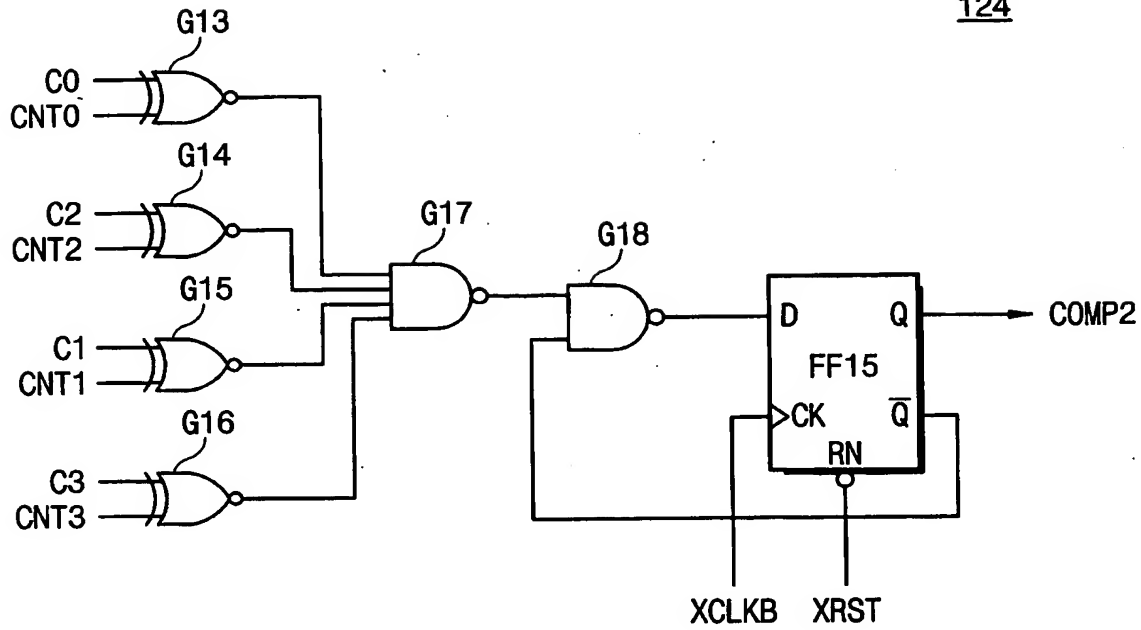 124
G13
C0
CNT0
G14
C2
CNT2
G17
G18
G15
C1
CNT1
D
Q
COMP2
FF15
CK
Q̅
G16
RN
C3
CNT3
XCLKB
XRST